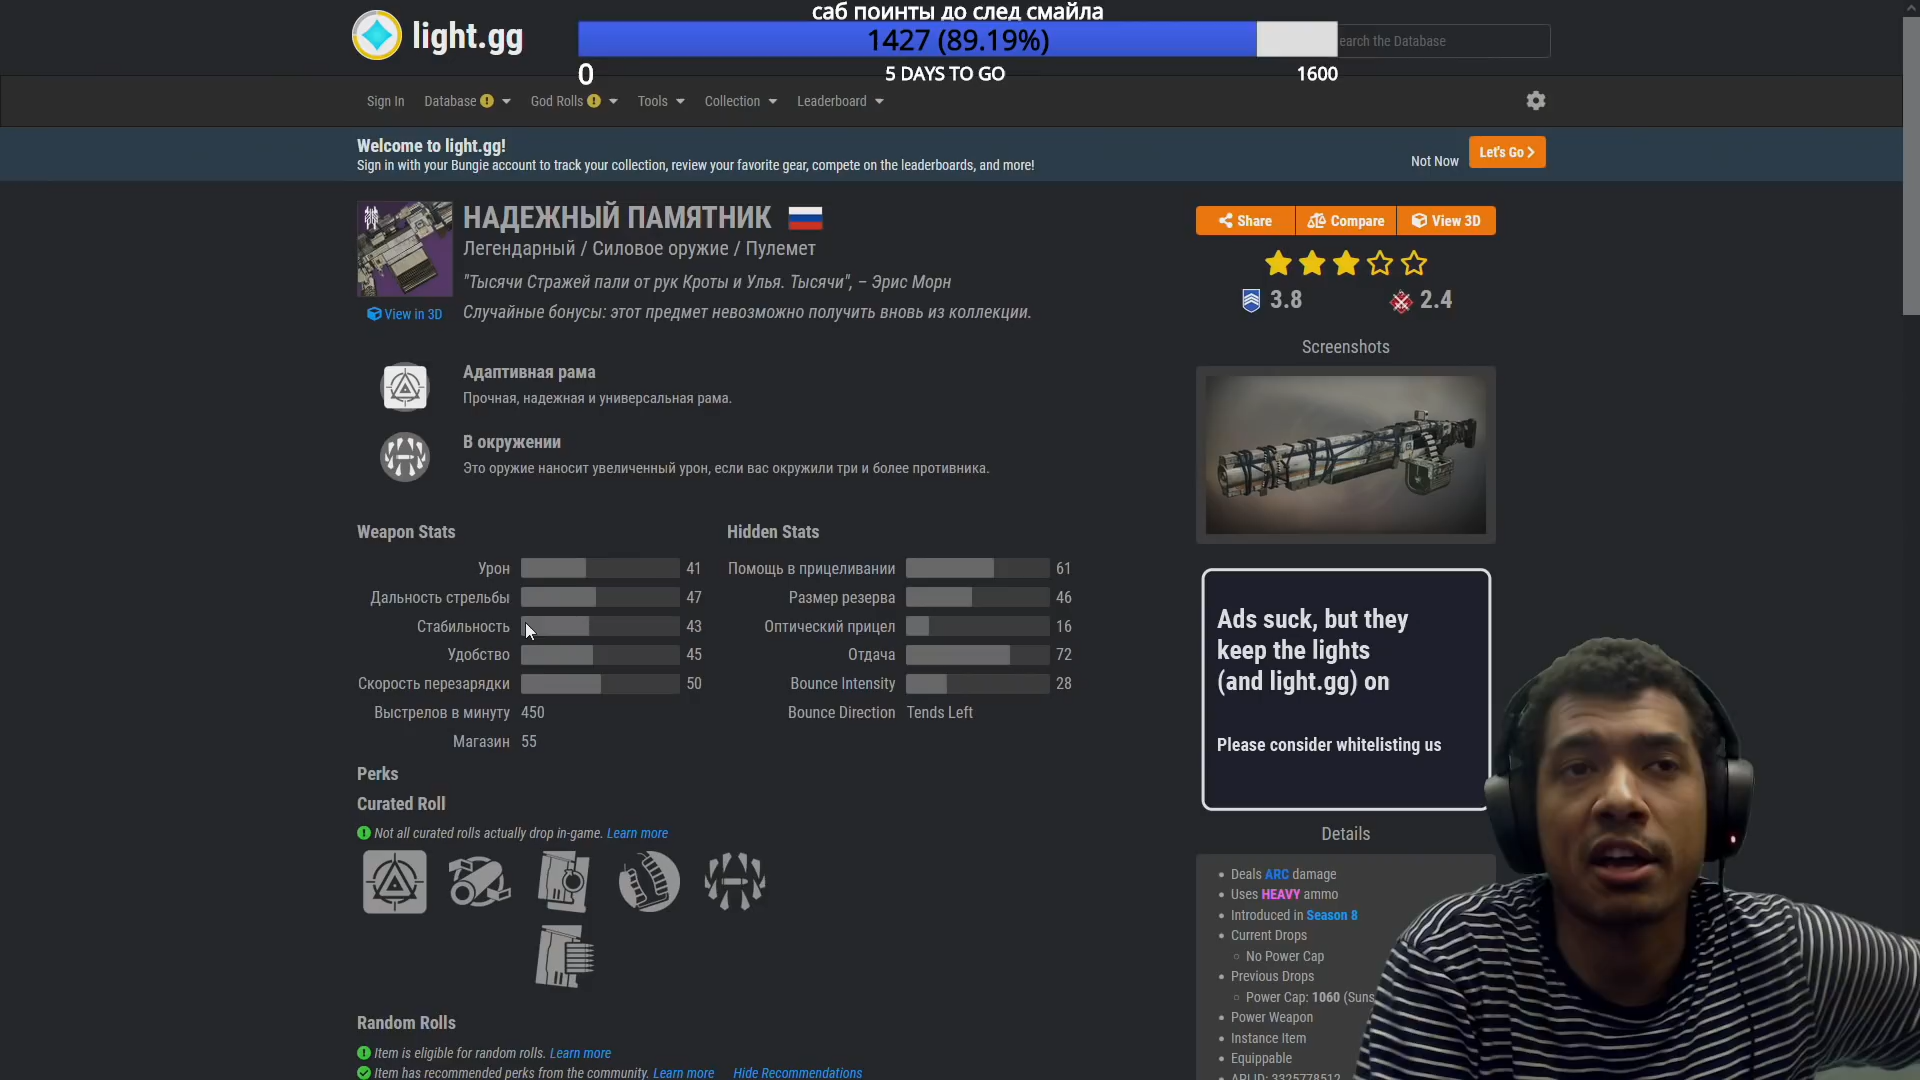 саб поинты до след смайла
light.gg
1427 (89.19%)
earch the Database
0
5 DAYS TO GO
1600
Sign In
Database
God Rolls
Tools
Collection
Leaderboard
Welcome to light.gg!
Sign in with your Bungie account to track your collection, review your favorite gear, compete on the leaderboards, and more!
Not Now
Let's Go
НАДЕЖНЫЙ ПАМЯТНИК
Легендарный / Силовое оружие / Пулемет
"Тысячи Стражей пали от рук Кроты и Улья. Тысячи", – Эрис Морн
View in 3D
Случайные бонусы: этот предмет невозможно получить вновь из коллекции.
Share
Compare
View 3D
3.8
2.4
Screenshots
Адаптивная рама
Прочная, надежная и универсальная рама.
В окружении
Это оружие наносит увеличенный урон, если вас окружили три и более противника.
Weapon Stats
Урон 41
Дальность стрельбы 47
Стабильность 43
Удобство 45
Скорость перезарядки 50
Выстрелов в минуту 450
Магазин 55
Hidden Stats
Помощь в прицеливании 61
Размер резерва 46
Оптический прицел 16
Отдача 72
Bounce Intensity 28
Bounce Direction Tends Left
Ads suck, but they
keep the lights
(and light.gg) on
Please consider whitelisting us
Perks
Curated Roll
Not all curated rolls actually drop in-game. Learn more
Random Rolls
Item is eligible for random rolls. Learn more
Item has recommended perks from the community. Learn more Hide Recommendations
Details
Deals ARC damage
Uses HEAVY ammo
Introduced in Season 8
Current Drops
No Power Cap
Previous Drops
Power Cap: 1060 (Suns
Power Weapon
Instance Item
Equippable
API ID: 3325778512